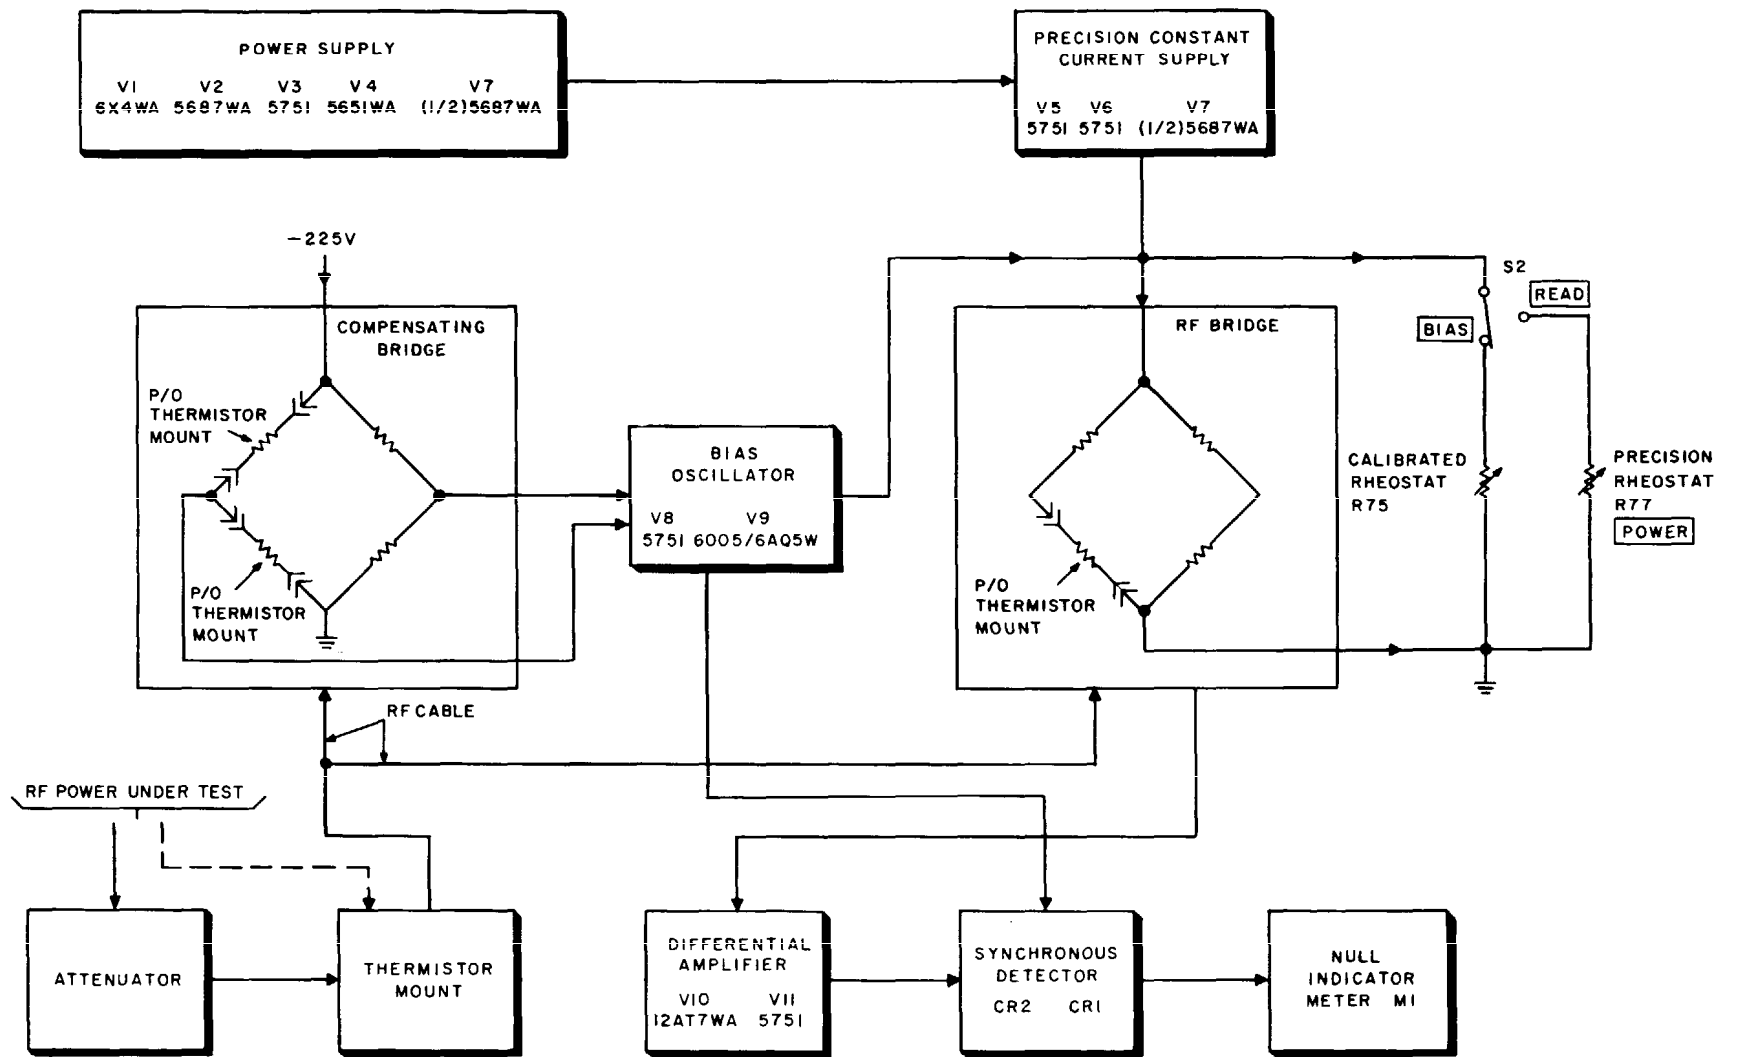 POWER SUPPLY
V1 V2 V3 V4 V7
6X4WA 5687WA 5751 5651WA (1/2)5687WA
PRECISION CONSTANT
CURRENT SUPPLY
V5 V6 V7
5751 5751 (1/2)5687WA
-225V
COMPENSATING
BRIDGE
P/O
THERMISTOR
MOUNT
P/O
THERMISTOR
MOUNT
BIAS
OSCILLATOR
V8 V9
5751 6005/6AQ5W
RF BRIDGE
P/O
THERMISTOR
MOUNT
S2
READ
BIAS
CALIBRATED
RHEOSTAT
R75
PRECISION
RHEOSTAT
R77
POWER
RF CABLE
RF POWER UNDER TEST
ATTENUATOR
THERMISTOR
MOUNT
DIFFERENTIAL
AMPLIFIER
V10 V11
12AT7WA 5751
SYNCHRONOUS
DETECTOR
CR2 CR1
NULL
INDICATOR
METER M1